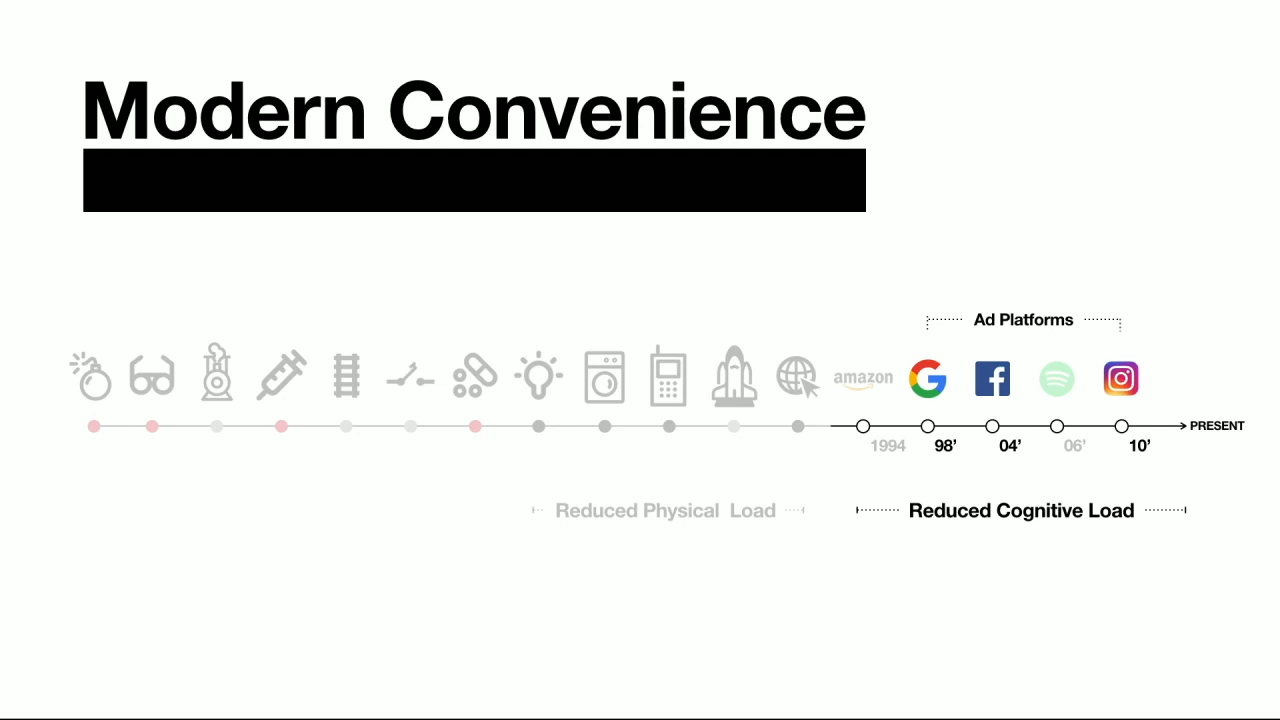 Modern Convenience
Ad Platforms
amazon
PRESENT
1994 98’ 04’ 06’ 10’
Reduced Physical Load
Reduced Cognitive Load